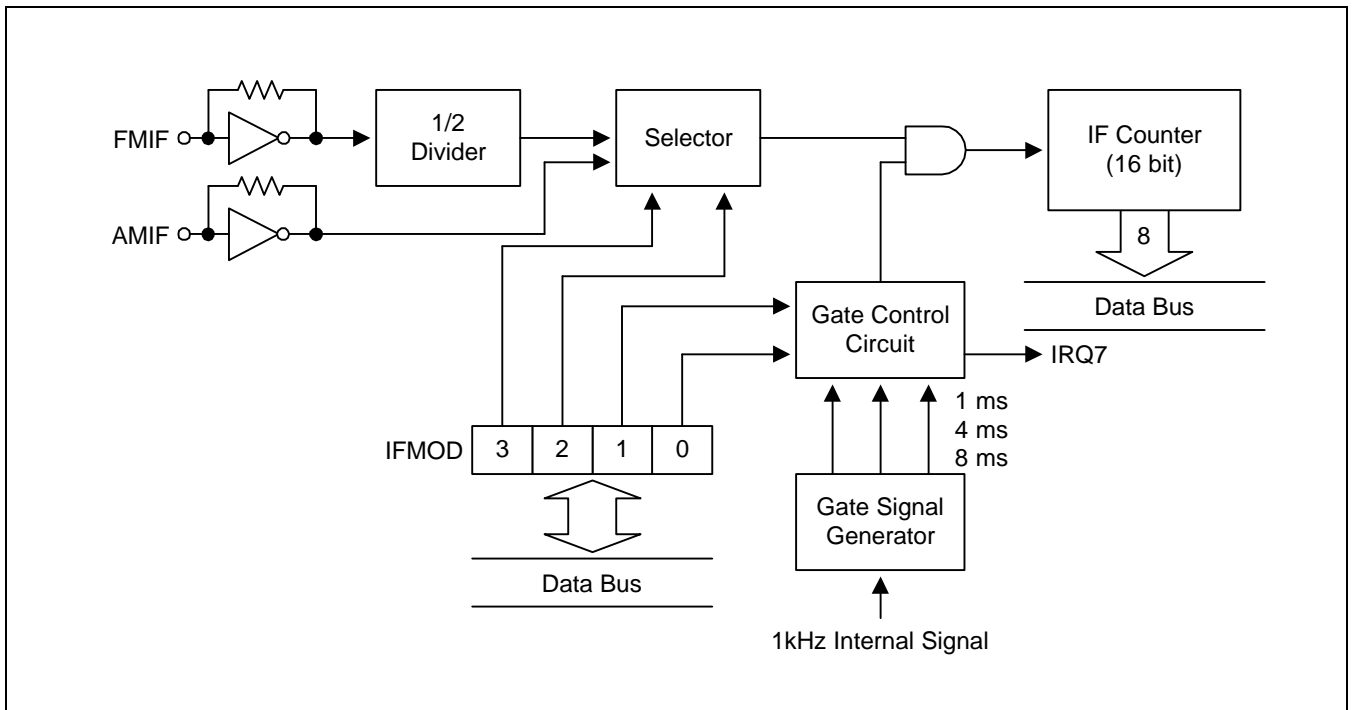 FMIF
1/2
Divider
Selector
IF Counter
(16 bit)
AMIF
8
Data Bus
Gate Control
Circuit
IRQ7
1 ms
4 ms
8 ms
IFMOD
3 2 1 0
Gate Signal
Generator
Data Bus
1kHz Internal Signal